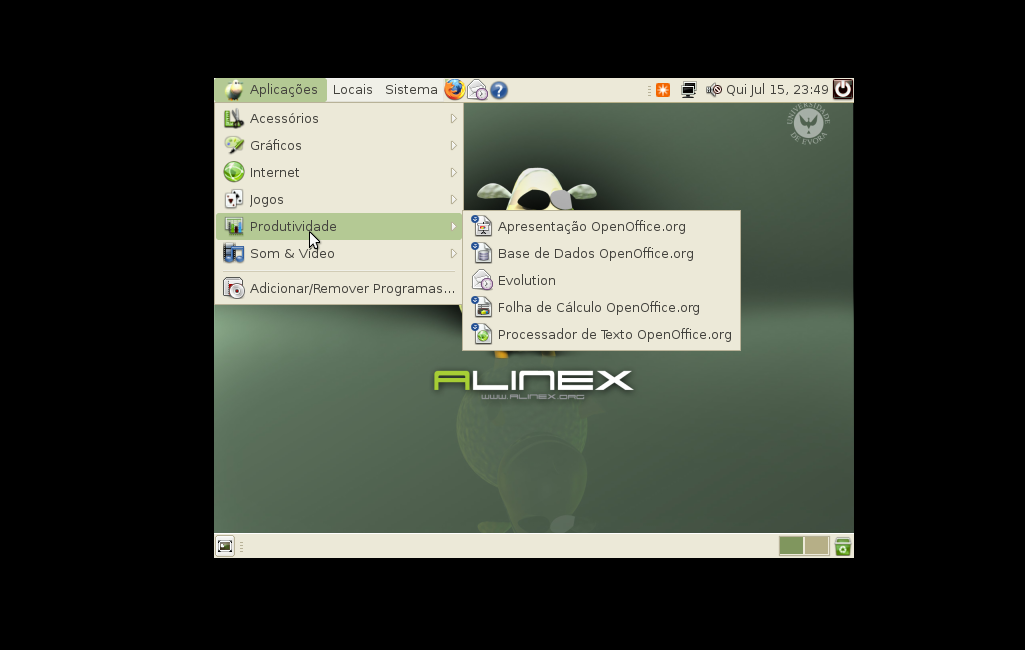 Aplicações Locais Sistema Qui Jul 15, 23:49
UNIVERSIDADE DE EVORA
Acessórios
Gráficos
Internet
Jogos
Produtividade
Som & Vídeo
Adicionar/Remover Programas...
Apresentação OpenOffice.org
Base de Dados OpenOffice.org
Evolution
Folha de Cálculo OpenOffice.org
Processador de Texto OpenOffice.org
ALINEX
WWW.ALINEX.ORG